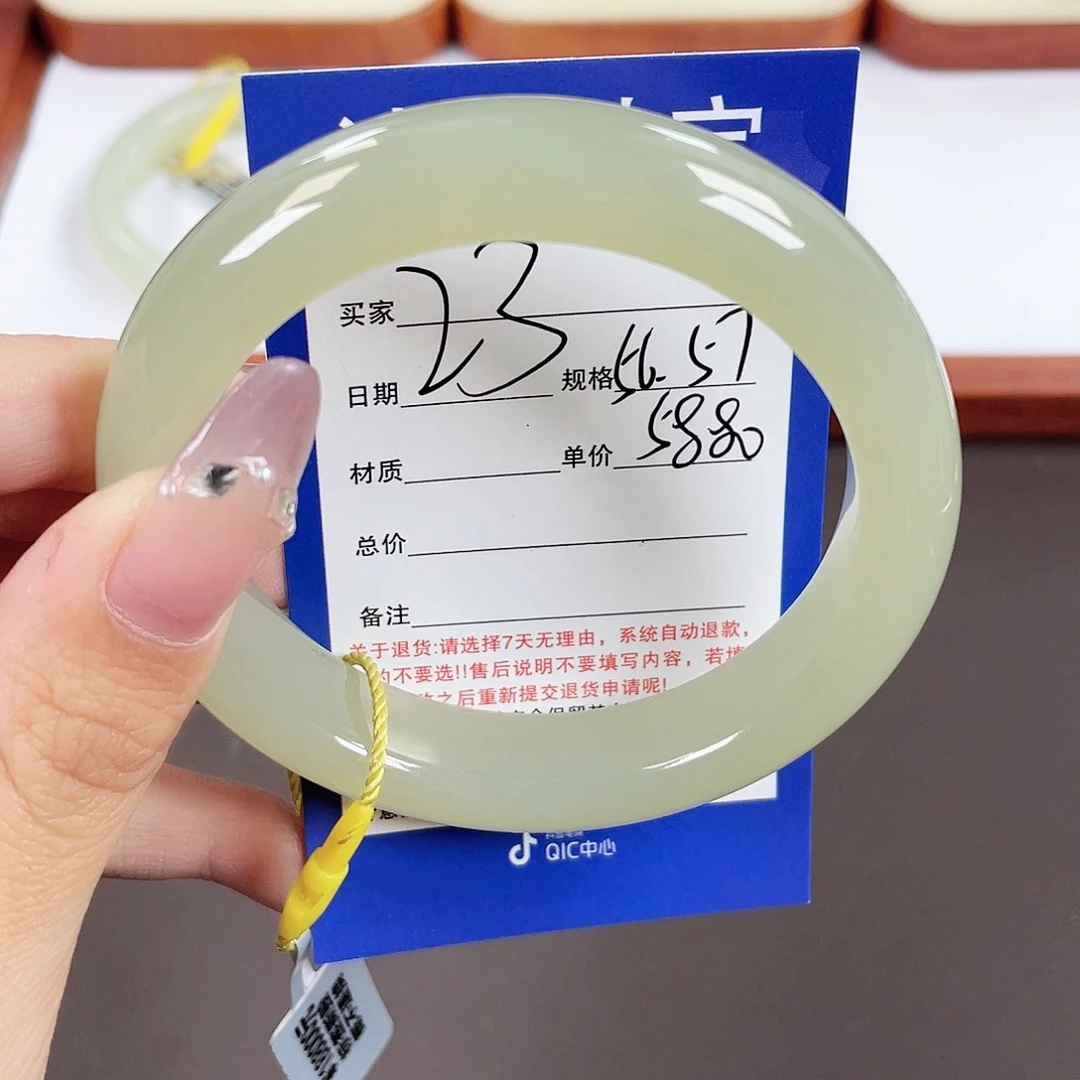 定
买家 23
日期 规格 56.57
材质 单价 5880
总价
备注
关于退货:请选择7天无理由,系统自动退款,
的不要选!!售后说明不要填写内容,若填
之后重新提交退货申请呢!
QIC中心